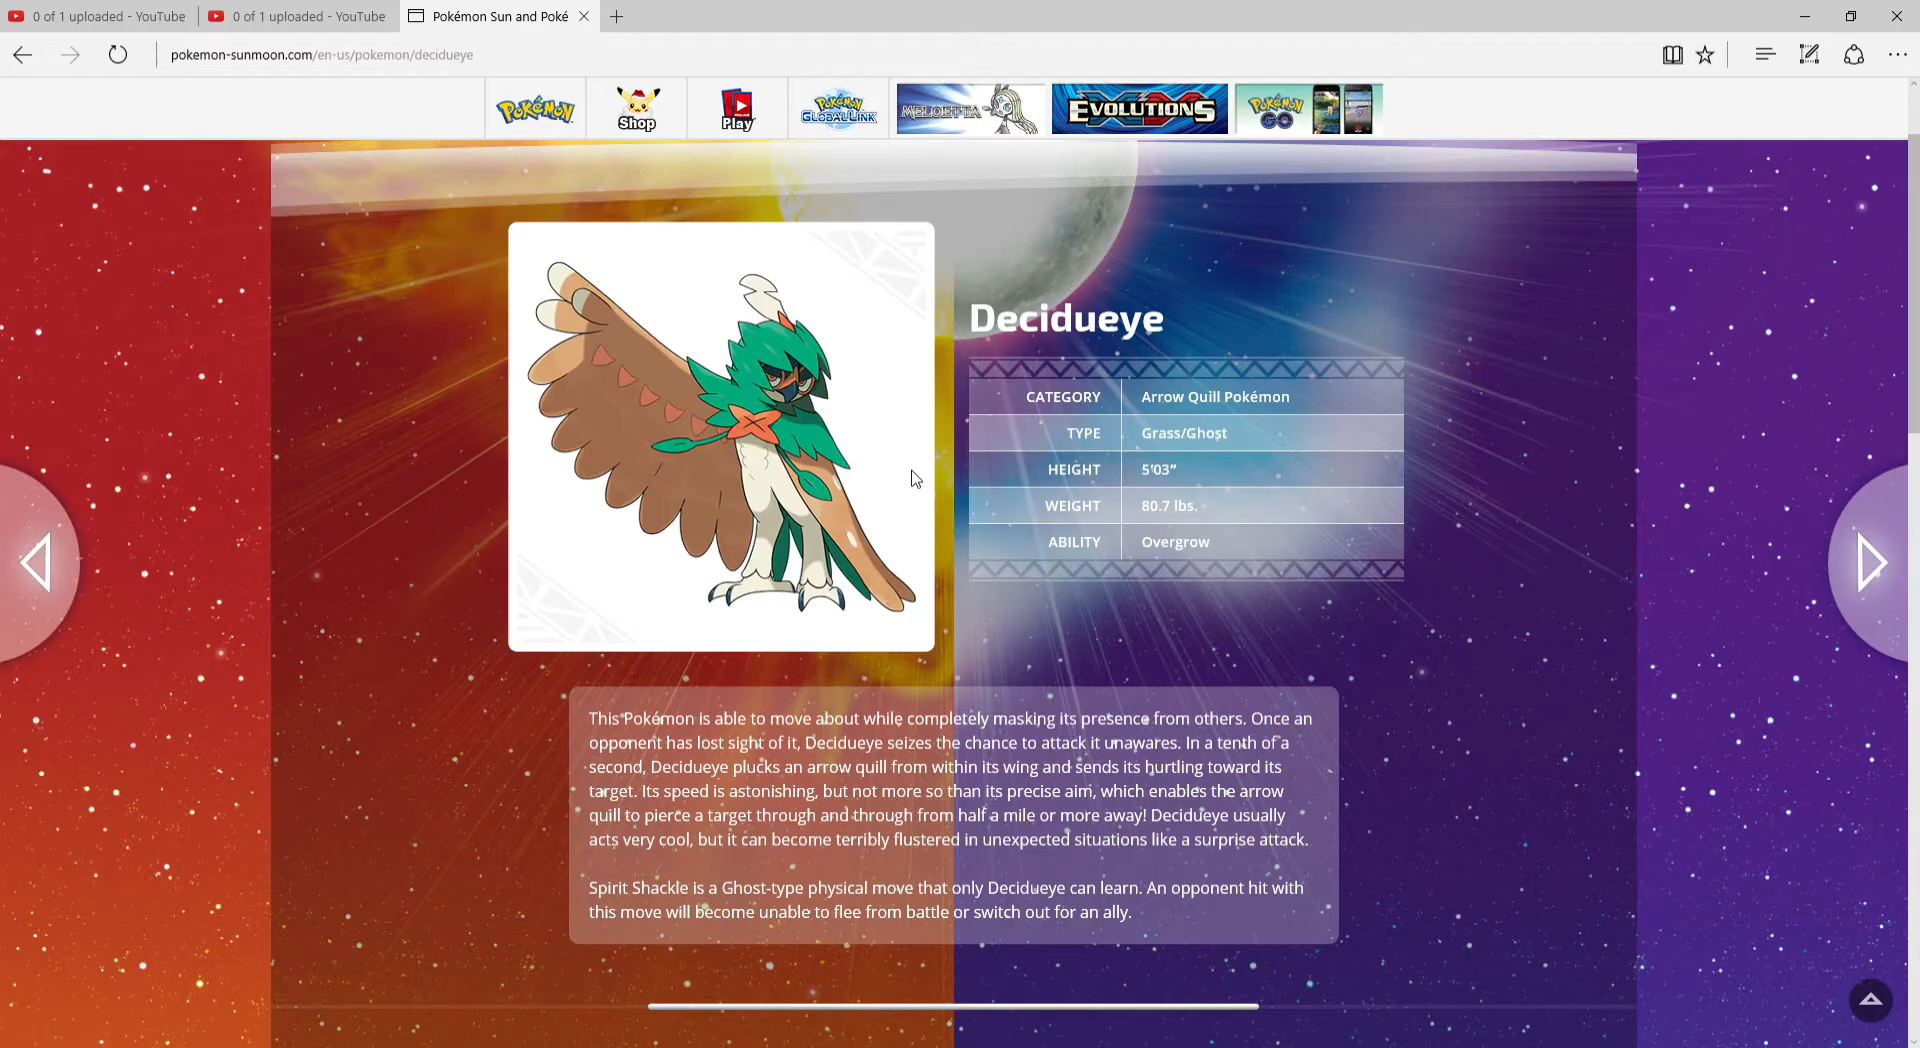 0 of 1 uploaded - YouTube
0 of 1 uploaded - YouTube
Pokémon Sun and Poké
pokemon-sunmoon.com/en-us/pokemon/decidueye
POKéMON
Shop
Play
POKéMON GLOBAL LINK
MELOETTA
EVOLUTIONS
POKéMON GO
Decidueye
CATEGORY Arrow Quill Pokémon
TYPE Grass/Ghost
HEIGHT 5'03"
WEIGHT 80.7 lbs.
ABILITY Overgrow
This Pokémon is able to move about while completely masking its presence from others. Once an
opponent has lost sight of it, Decidueye seizes the chance to attack it unawares. In a tenth of a
second, Decidueye plucks an arrow quill from within its wing and sends its hurtling toward its
target. Its speed is astonishing, but not more so than its precise aim, which enables the arrow
quill to pierce a target through and through from half a mile or more away! Decidueye usually
acts very cool, but it can become terribly flustered in unexpected situations like a surprise attack.
Spirit Shackle is a Ghost-type physical move that only Decidueye can learn. An opponent hit with
this move will become unable to flee from battle or switch out for an ally.